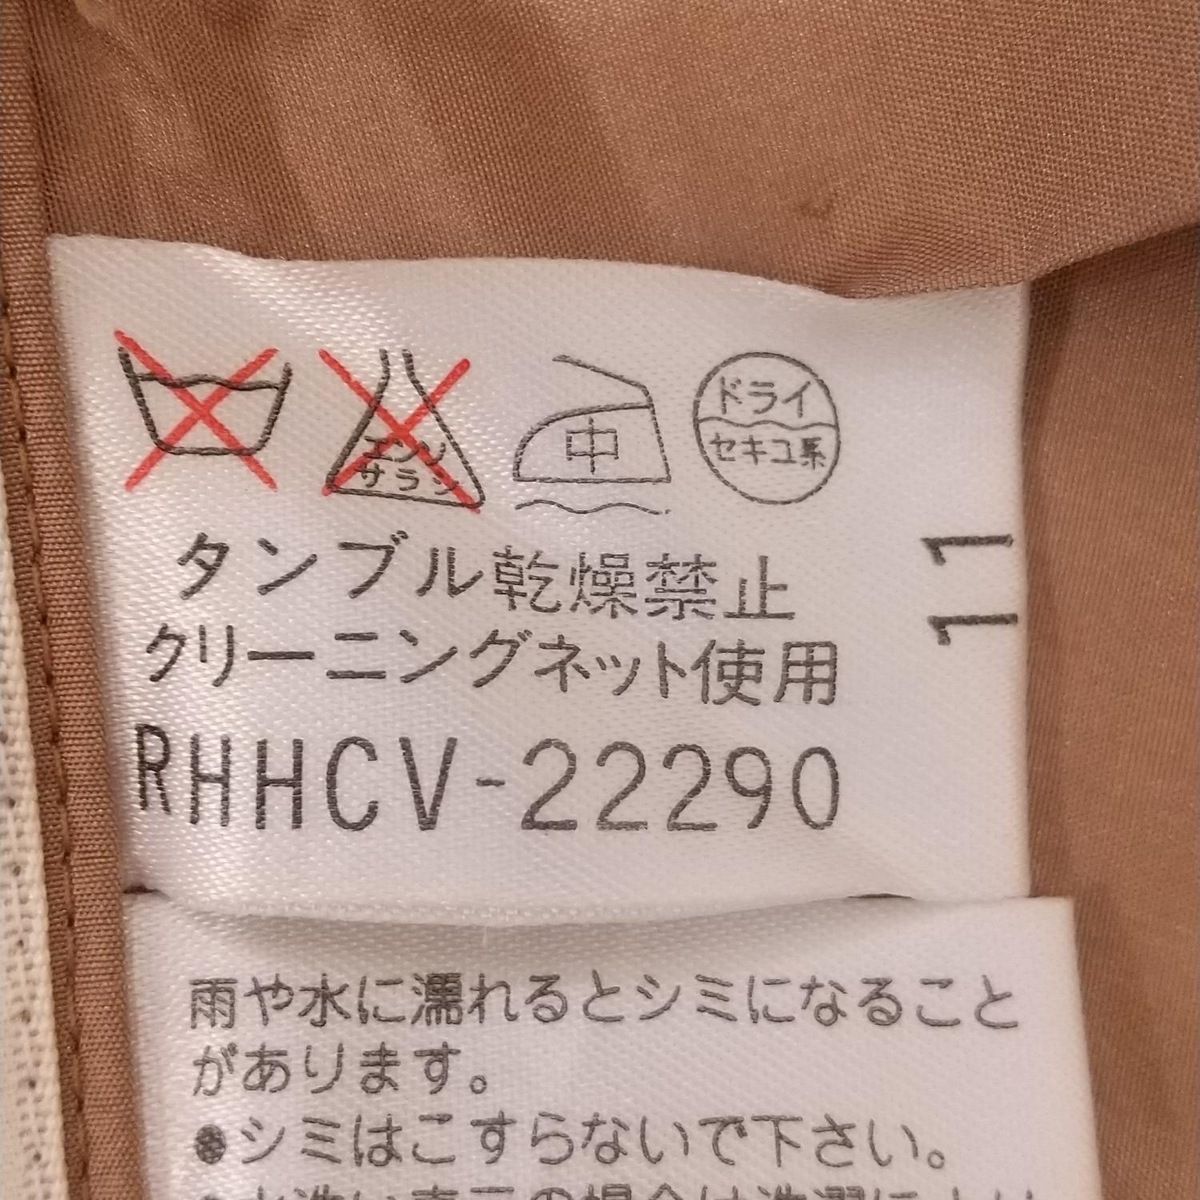 エンソ
サラシ
中
ドライ
セキユ系
タンブル乾燥禁止
クリーニングネット使用
RHHCV-22290
11
雨や水に濡れるとシミになること
があります。
●シミはこすらないで下さい。